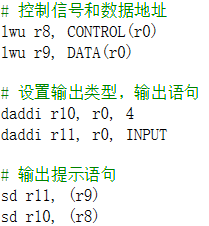 # 控制信号和数据地址
lwu r8, CONTROL(r0)
lwu r9, DATA(r0)
# 设置输出类型，输出语句
daddi r10, r0, 4
daddi r11, r0, INPUT
# 输出提示语句
sd r11, (r9)
sd r10, (r8)